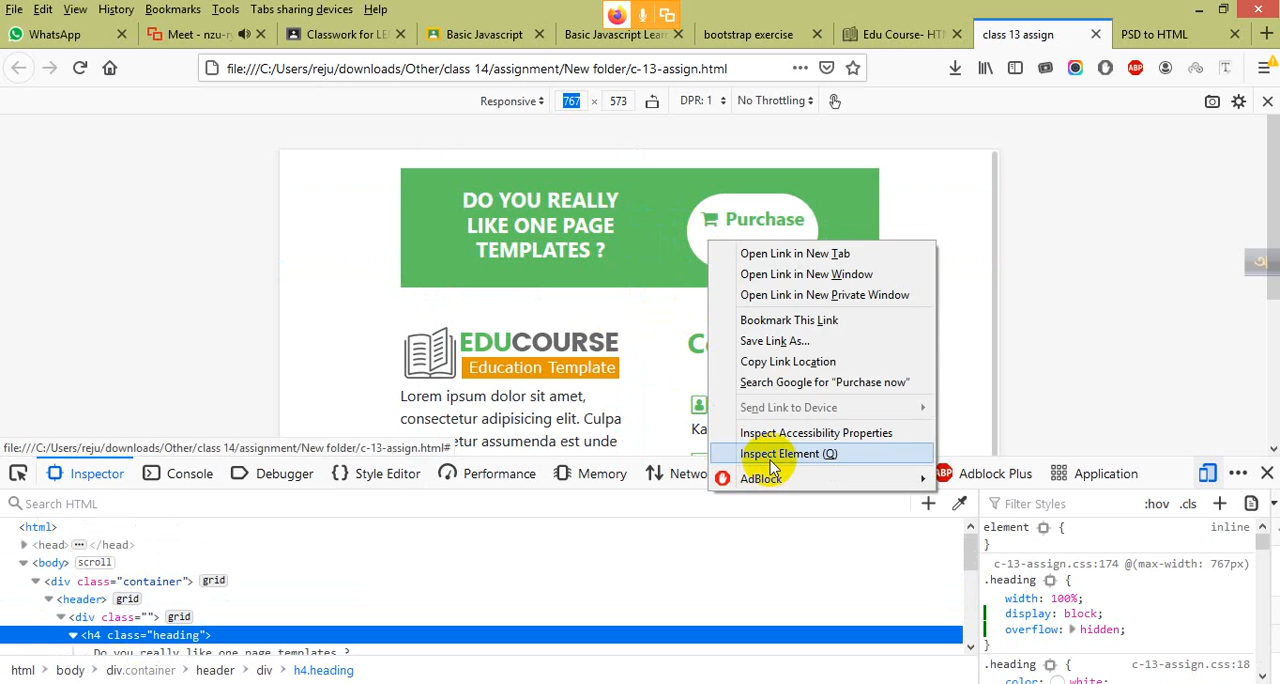 File Edit View History Bookmarks Tools Tabs sharing devices Help
WhatsApp Meet - nzu-r Classwork for LE Basic Javascript Basic Javascript Lear bootstrap exercise Edu Course- HT class 13 assign PSD to HTML
file:///C:/Users/reju/downloads/Other/class 14/assignment/New folder/c-13-assign.html
Responsive 767 × 573 DPR: 1 No Throttling
DO YOU REALLY
LIKE ONE PAGE
TEMPLATES ?
Purchase
Open Link in New Tab
Open Link in New Window
Open Link in New Private Window
Bookmark This Link
Save Link As...
Copy Link Location
Search Google for "Purchase now"
Send Link to Device
Inspect Accessibility Properties
Inspect Element (Q)
AdBlock
EDUCOURSE
Education Template
Lorem ipsum dolor sit amet,
consectetur adipisicing elit. Culpa
ur assumenda est unde
Ka
file:///C:/Users/reju/downloads/Other/class 14/assignment/New folder/c-13-assign.html#
Inspector Console Debugger Style Editor Performance Memory Netwo Adblock Plus Application
Search HTML
Filter Styles :hov .cls
<html>
<head> </head>
<body> scroll
<div class="container"> grid
<header> grid
<div class=""> grid
<h4 class="heading">
Do you really like one page templates ?
element { inline
}
c-13-assign.css:174 @(max-width: 767px)
.heading {
width: 100%;
display: block;
overflow: hidden;
}
.heading { c-13-assign.css:18
color: white;
html body div.container header div h4.heading